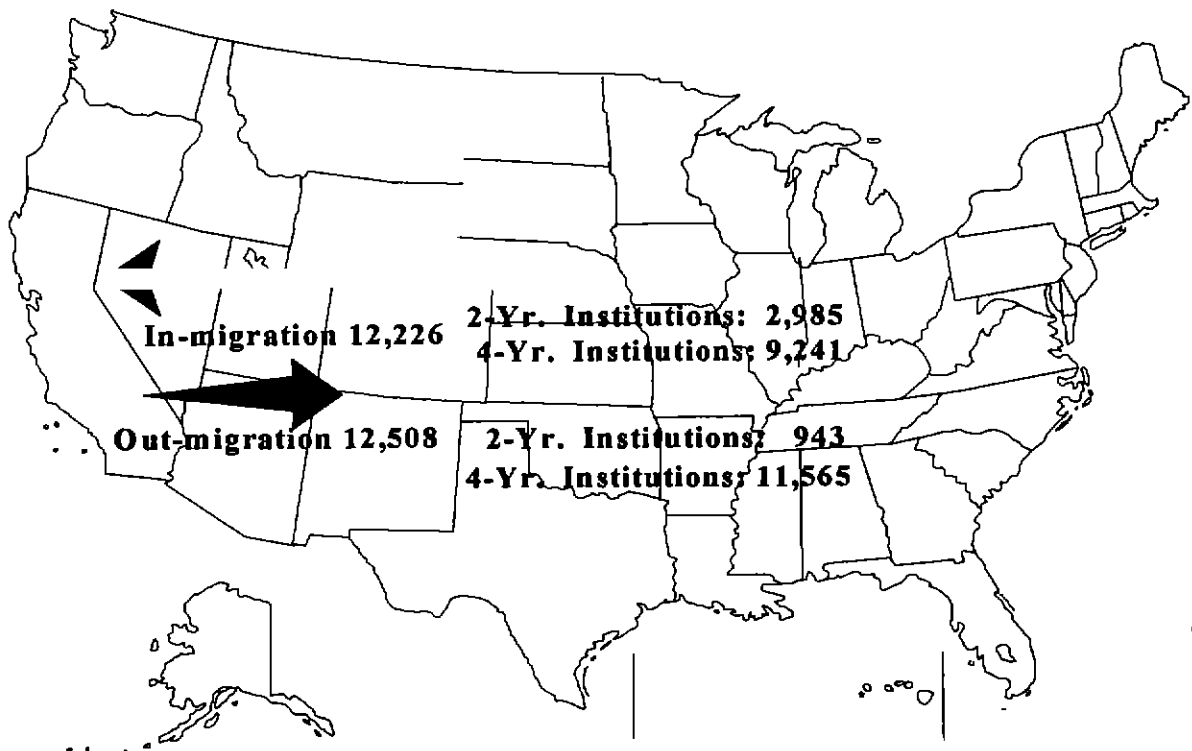 In-migration 12,226 2-Yr. Institutions: 2,985
4-Yr. Institutions: 9,241
Out-migration 12,508 2-Yr. Institutions: 943
4-Yr. Institutions: 11,565